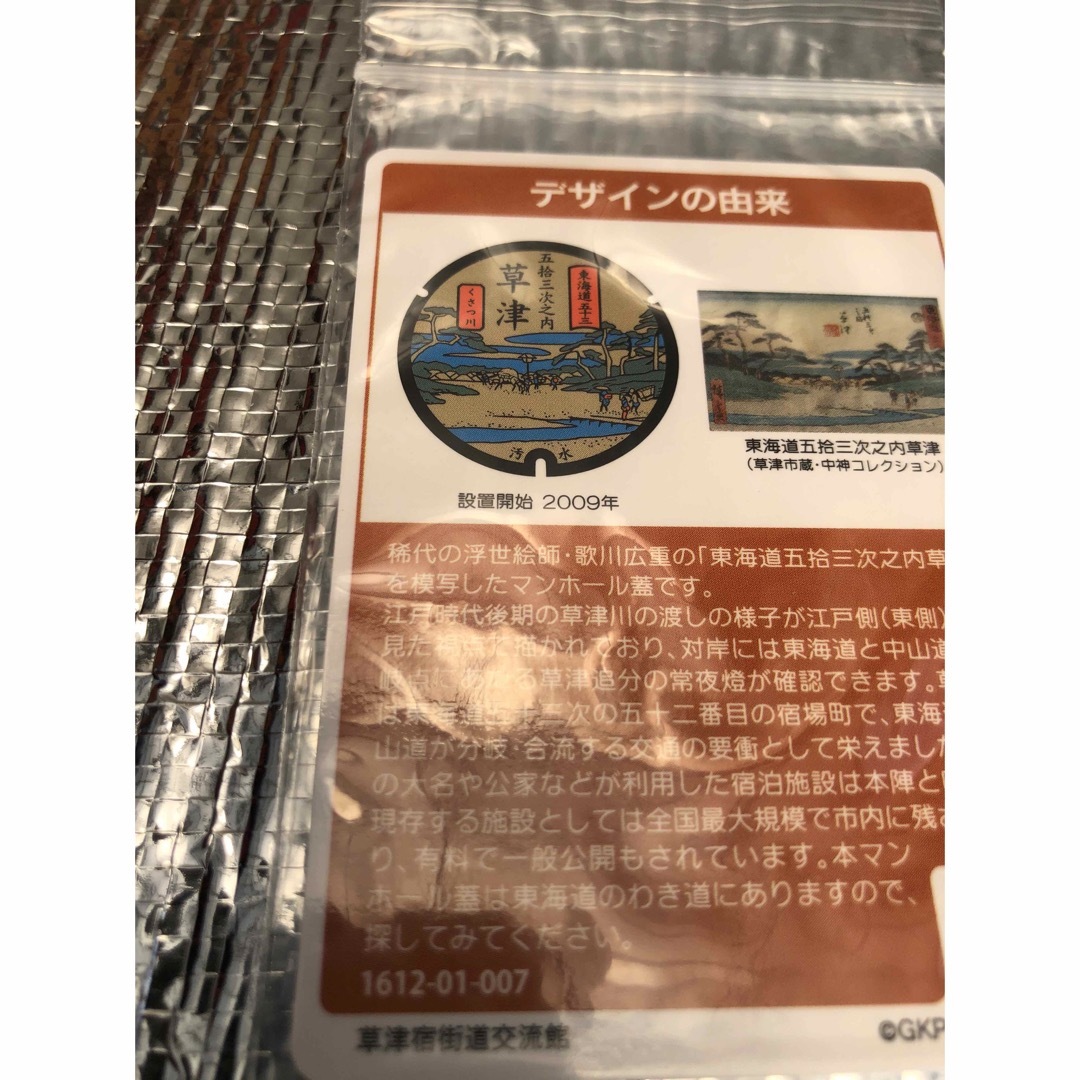 デザインの由来
東海道五十三
五拾三次之内
草津
くさつ川
汚 水
設置開始 2009年
東海道五拾三次之内草津
(草津市蔵・中神コレクション)
稀代の浮世絵師・歌川広重の「東海道五拾三次之内草
を模写したマンホール蓋です。
江戸時代後期の草津川の渡しの様子が江戸側(東側)
見た視点で描かれており、対岸には東海道と中山道
岐点にある草津追分の常夜燈が確認できます。草
は東海道五十三次の五十二番目の宿場町で、東海道
山道が分岐・合流する交通の要衝として栄えました
の大名や公家などが利用した宿泊施設は本陣と
現存する施設としては全国最大規模で市内に残さ
り、有料で一般公開もされています。本マン
ホール蓋は東海道のわき道にありますので、
探してみてください。
1612-01-007
草津宿街道交流館
©GKP